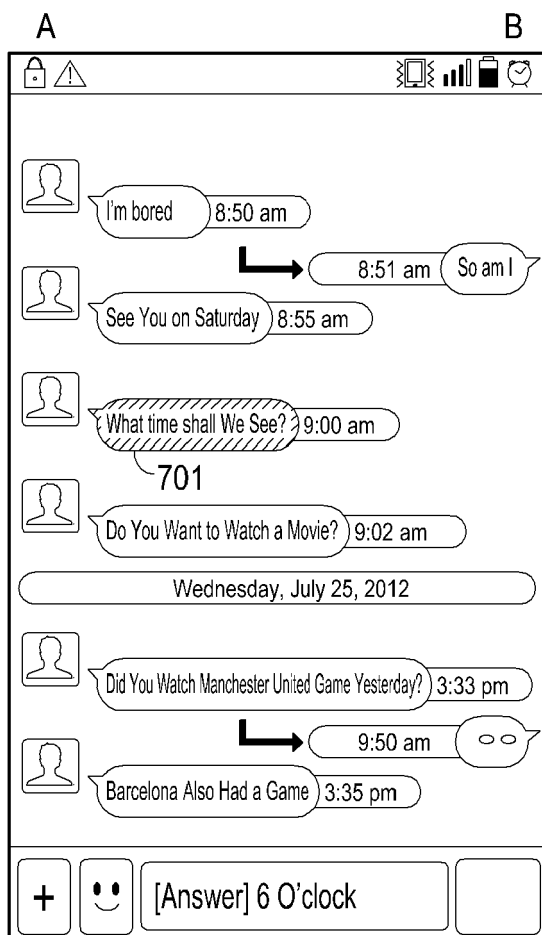 A B
I'm bored 8:50 am
8:51 am So am I
See You on Saturday 8:55 am
What time shall We See? 9:00 am
701
Do You Want to Watch a Movie? 9:02 am
Wednesday, July 25, 2012
Did You Watch Manchester United Game Yesterday? 3:33 pm
9:50 am ○ ○
Barcelona Also Had a Game 3:35 pm
+ [Answer] 6 O'clock